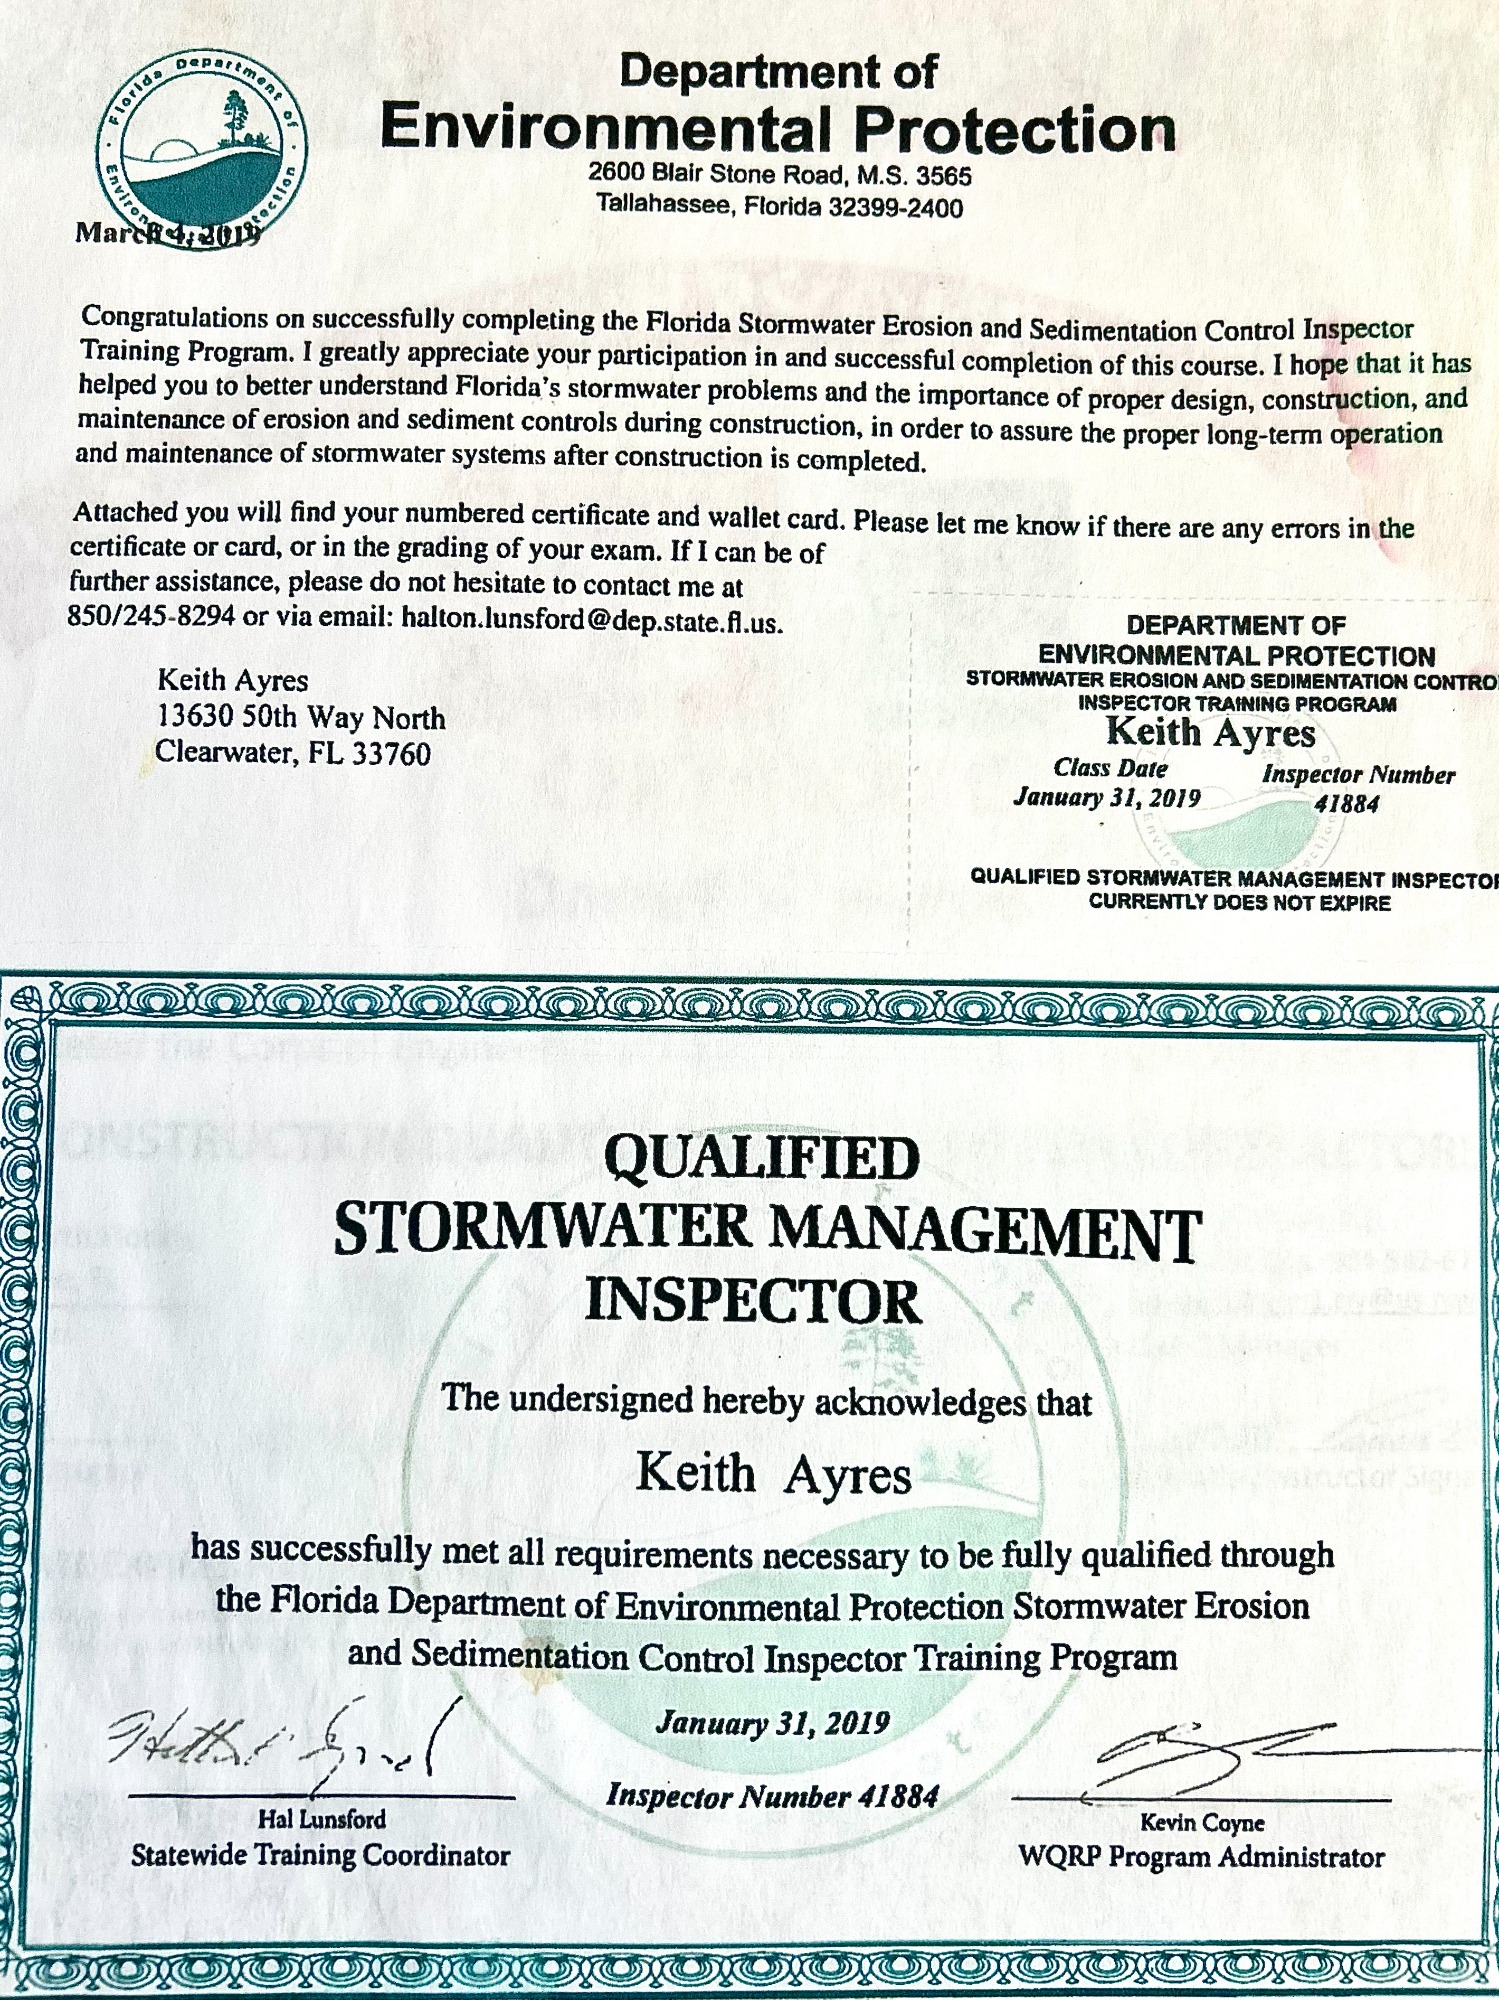 Florida Department of Environmental Protection
Department of
Environmental Protection
2600 Blair Stone Road, M.S. 3565
Tallahassee, Florida 32399-2400
March 4, 2019
Congratulations on successfully completing the Florida Stormwater Erosion and Sedimentation Control Inspector
Training Program. I greatly appreciate your participation in and successful completion of this course. I hope that it has
helped you to better understand Florida's stormwater problems and the importance of proper design, construction, and
maintenance of erosion and sediment controls during construction, in order to assure the proper long-term operation
and maintenance of stormwater systems after construction is completed.
Attached you will find your numbered certificate and wallet card. Please let me know if there are any errors in the
certificate or card, or in the grading of your exam. If I can be of
further assistance, please do not hesitate to contact me at
850/245-8294 or via email: halton.lunsford@dep.state.fl.us.
Keith Ayres
13630 50th Way North
Clearwater, FL 33760
DEPARTMENT OF
ENVIRONMENTAL PROTECTION
STORMWATER EROSION AND SEDIMENTATION CONTRO
INSPECTOR TRAINING PROGRAM
Keith Ayres
Class Date Inspector Number
January 31, 2019 41884
QUALIFIED STORMWATER MANAGEMENT INSPECTOR
CURRENTLY DOES NOT EXPIRE
QUALIFIED
STORMWATER MANAGEMENT
INSPECTOR
The undersigned hereby acknowledges that
Keith Ayres
has successfully met all requirements necessary to be fully qualified through
the Florida Department of Environmental Protection Stormwater Erosion
and Sedimentation Control Inspector Training Program
January 31, 2019
Inspector Number 41884
Hal Lunsford
Statewide Training Coordinator
Kevin Coyne
WQRP Program Administrator